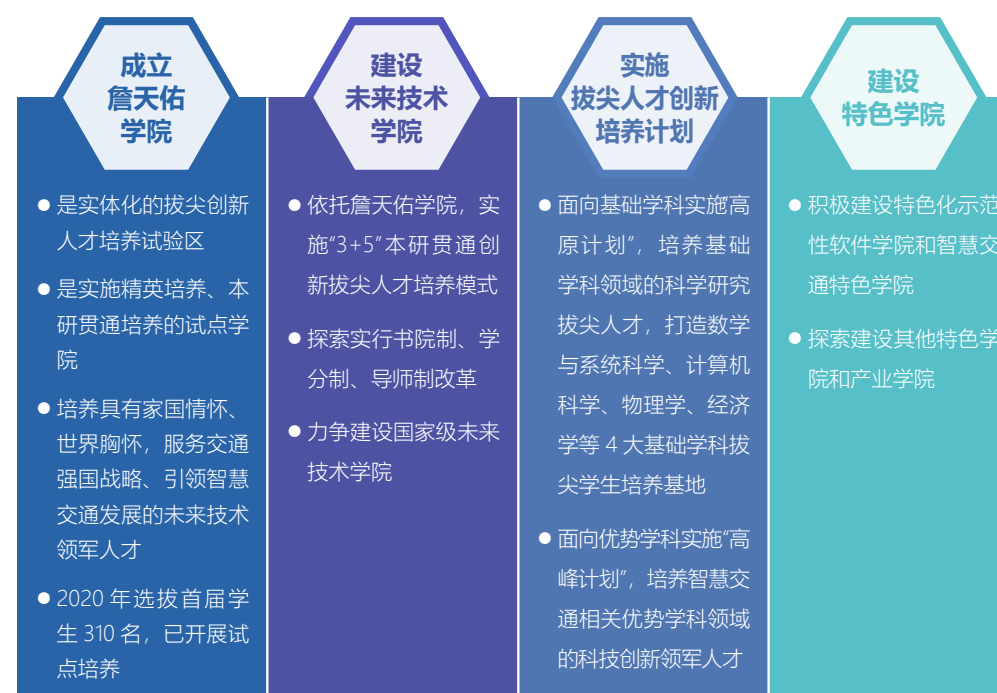 成立
詹天佑
学院
● 是实体化的拔尖创新
人才培养试验区
● 是实施精英培养、本
研贯通培养的试点学
院
● 培养具有家国情怀、
世界胸怀，服务交通
强国战略、引领智慧
交通发展的未来技术
领军人才
● 2020 年选拔首届学
生 310 名，已开展试
点培养
建设
未来技术
学院
● 依托詹天佑学院，实
施“3+5”本研贯通创
新拔尖人才培养模式
● 探索实行书院制、学
分制、导师制改革
● 力争建设国家级未来
技术学院
实施
拔尖人才创新
培养计划
● 面向基础学科实施“高
原计划”，培养基础
学科领域的科学研究
拔尖人才，打造数学
与系统科学、计算机
科学、物理学、经济
学等 4 大基础学科拔
尖学生培养基地
● 面向优势学科实施“高
峰计划”，培养智慧交
通相关优势学科领域
的科技创新领军人才
建设
特色学院
● 积极建设特色化示范
性软件学院和智慧交
通特色学院
● 探索建设其他特色学
院和产业学院